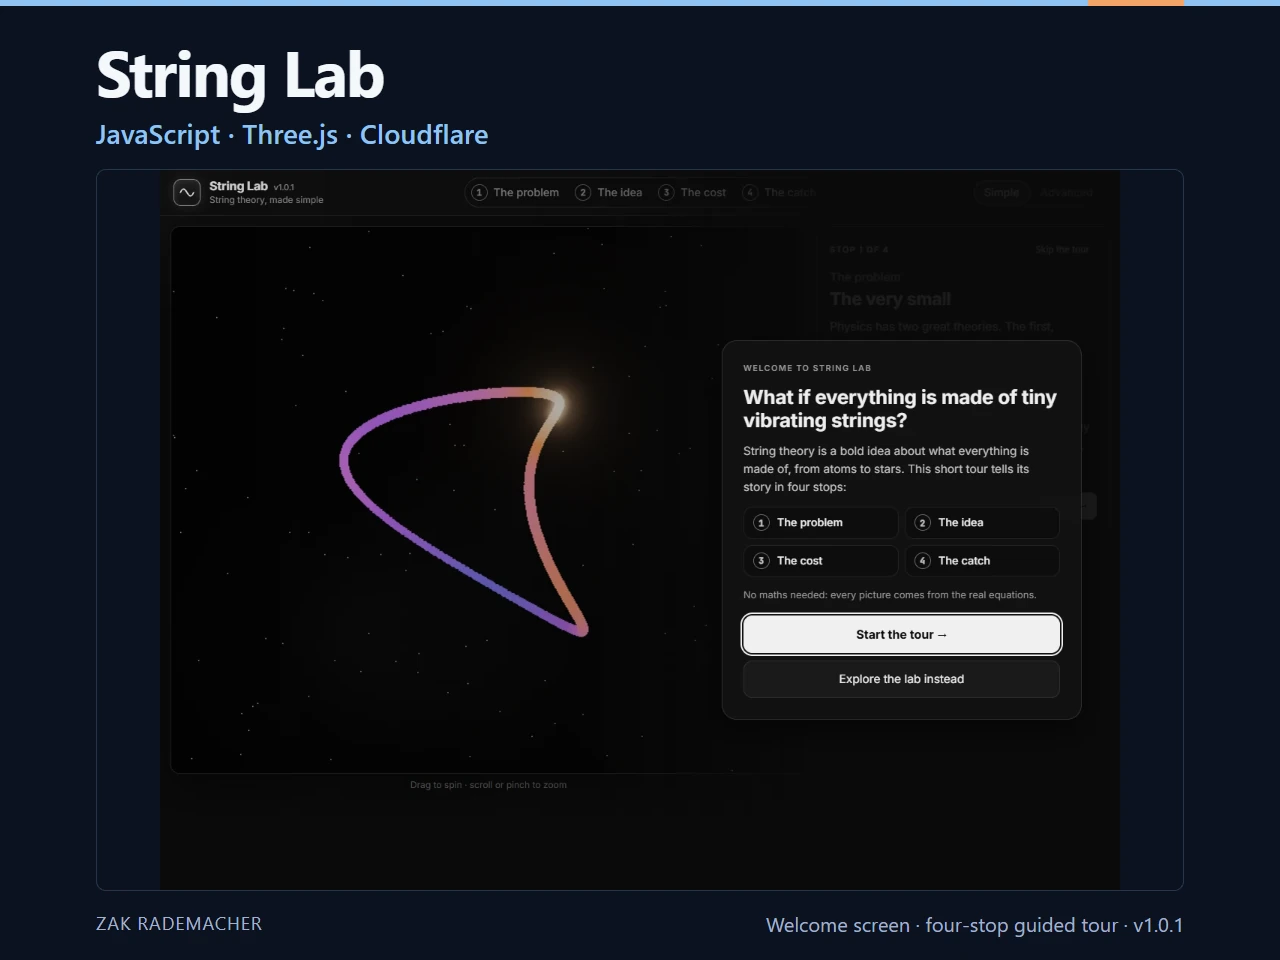 String Lab
JavaScript · Three.js · Cloudflare
String Lab v1.0.1
String theory, made simple
1 The problem 2 The idea 3 The cost 4 The catch
Simple Advanced
STOP 1 OF 4 Skip the tour
The problem
The very small
Physics has two great theories. The first,
WELCOME TO STRING LAB
What if everything is made of tiny
vibrating strings?
String theory is a bold idea about what everything is
made of, from atoms to stars. This short tour tells its
story in four stops:
1 The problem 2 The idea
3 The cost 4 The catch
No maths needed: every picture comes from the real equations.
Start the tour →
Explore the lab instead
Drag to spin · scroll or pinch to zoom
ZAK RADEMACHER
Welcome screen · four-stop guided tour · v1.0.1